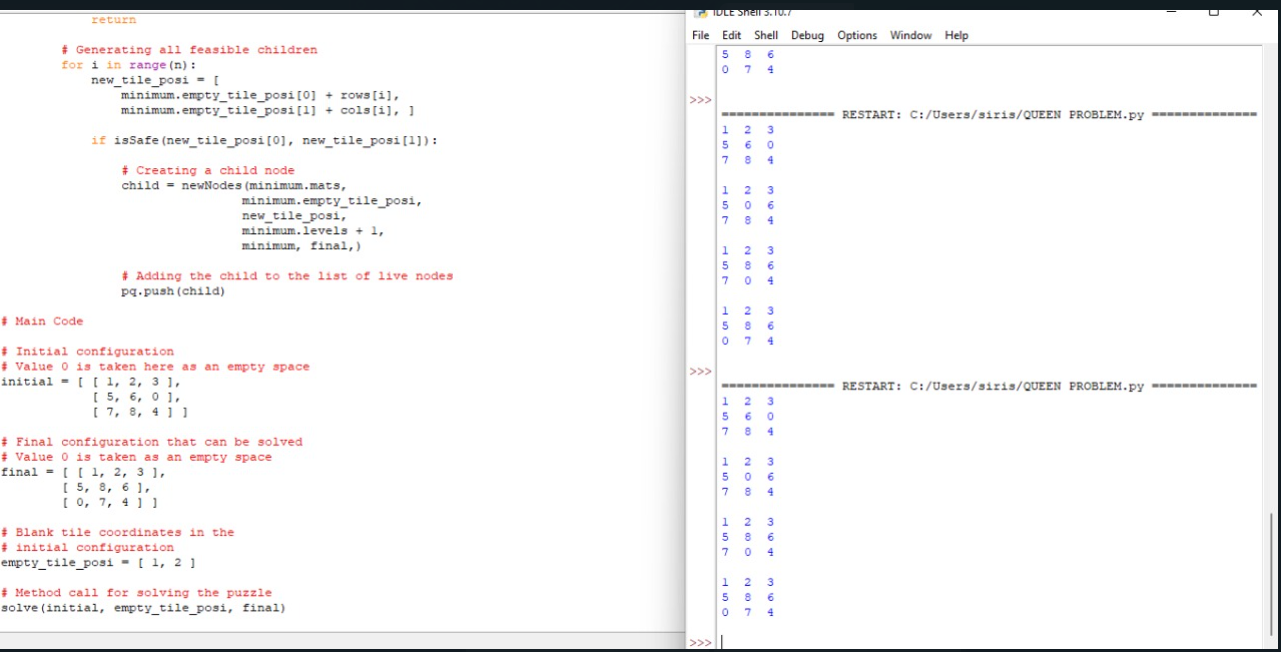 return
# Generating all feasible children
for i in range(n):
new_tile_posi = [
minimum.empty_tile_posi[0] + rows[i],
minimum.empty_tile_posi[1] + cols[i], ]
if isSafe(new_tile_posi[0], new_tile_posi[1]):
# Creating a child node
child = newNodes(minimum.mats,
minimum.empty_tile_posi,
new_tile_posi,
minimum.levels + 1,
minimum, final,)
# Adding the child to the list of live nodes
pq.push(child)
# Main Code
# Initial configuration
# Value 0 is taken here as an empty space
initial = [ [ 1, 2, 3 ],
[ 5, 6, 0 ],
[ 7, 8, 4 ] ]
# Final configuration that can be solved
# Value 0 is taken as an empty space
final = [ [ 1, 2, 3 ],
[ 5, 8, 6 ],
[ 0, 7, 4 ] ]
# Blank tile coordinates in the
# initial configuration
empty_tile_posi = [ 1, 2 ]
# Method call for solving the puzzle
solve(initial, empty_tile_posi, final)
IDLE Shell 3.10.7
File Edit Shell Debug Options Window Help
5 8 6
0 7 4
>>>
=============== RESTART: C:/Users/siris/QUEEN PROBLEM.py ==============
1 2 3
5 6 0
7 8 4
1 2 3
5 0 6
7 8 4
1 2 3
5 8 6
7 0 4
1 2 3
5 8 6
0 7 4
>>>
=============== RESTART: C:/Users/siris/QUEEN PROBLEM.py ==============
1 2 3
5 6 0
7 8 4
1 2 3
5 0 6
7 8 4
1 2 3
5 8 6
7 0 4
1 2 3
5 8 6
0 7 4
>>>